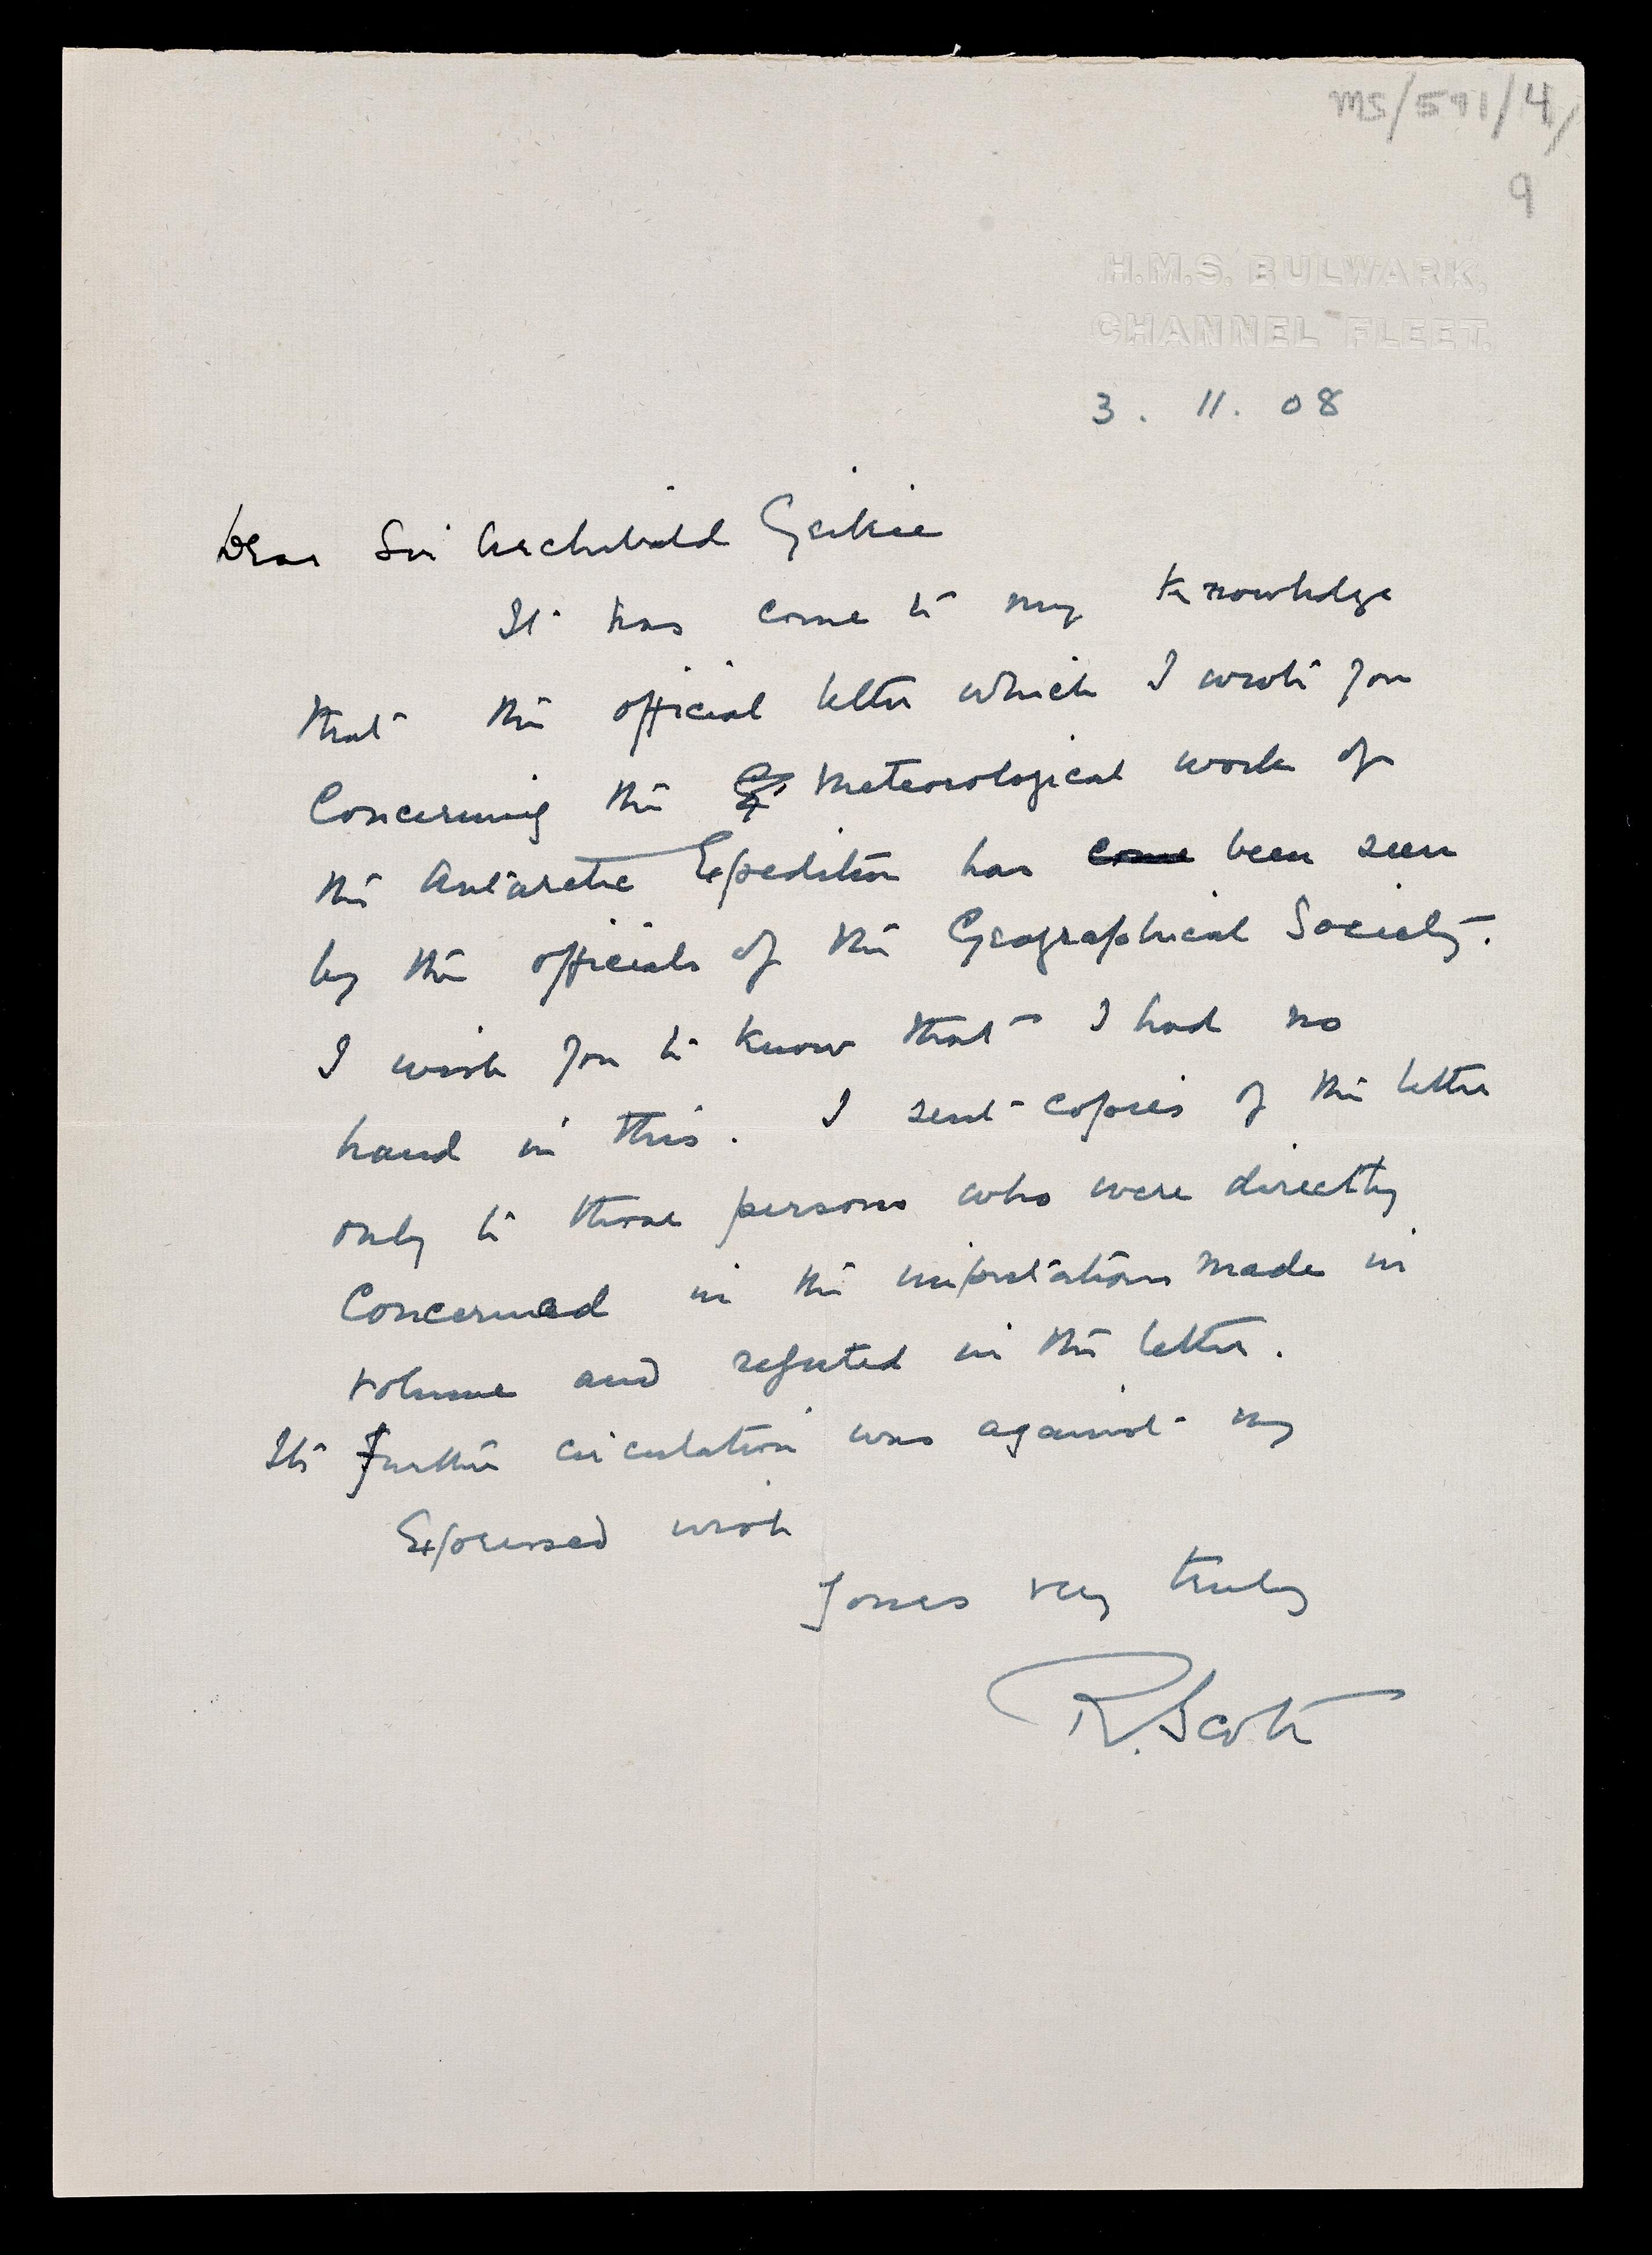 MS/591/4/
9
H.M.S. BULWARK,
CHANNEL FLEET.
3. 11. 08
Dear Sir Archibald Geikie
It has come to my knowledge
that the official letter which I wrote you
Concerning the Meteorological work of
the Antarctic Expedition has come been seen
by the officials of the Geographical Society.
I wish you to know that I had no
hand in this. I sent copies of the letter
only to those persons who were directly
Concerned in the imputations made in
volume and refuted in the letter.
Its further circulation was against my
Expressed wish
Yours very truly
R. Scott